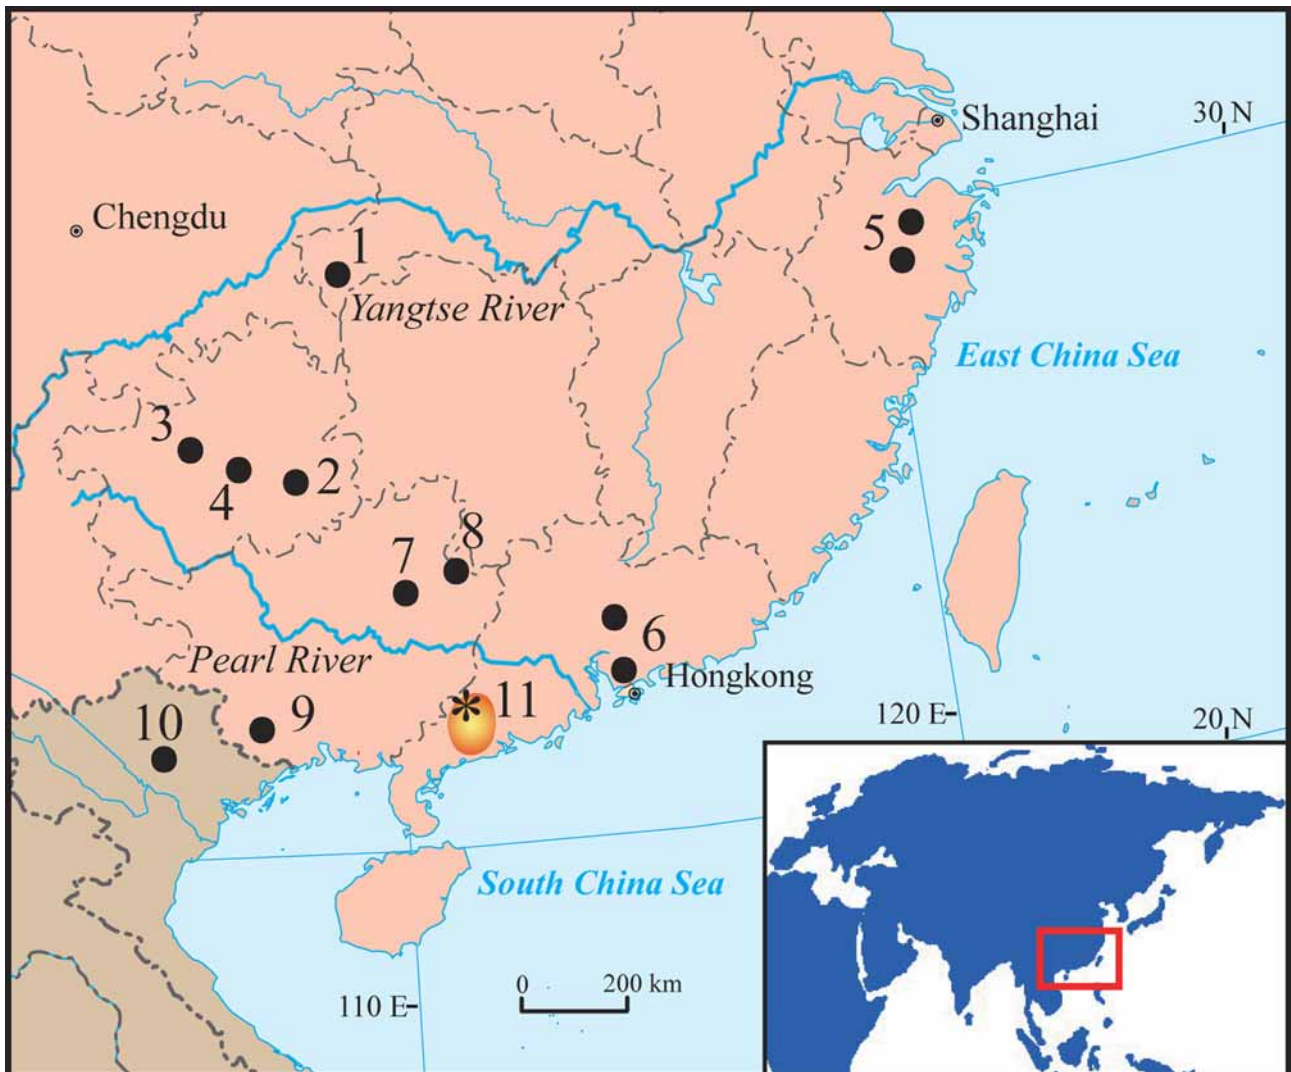 30 N
Shanghai
Chengdu
5
1
Yangtse River
East China Sea
3
2
4
8
7
6
Pearl River
Hongkong
11
*
9
120 E
10
20 N
South China Sea
0 200 km
110 E